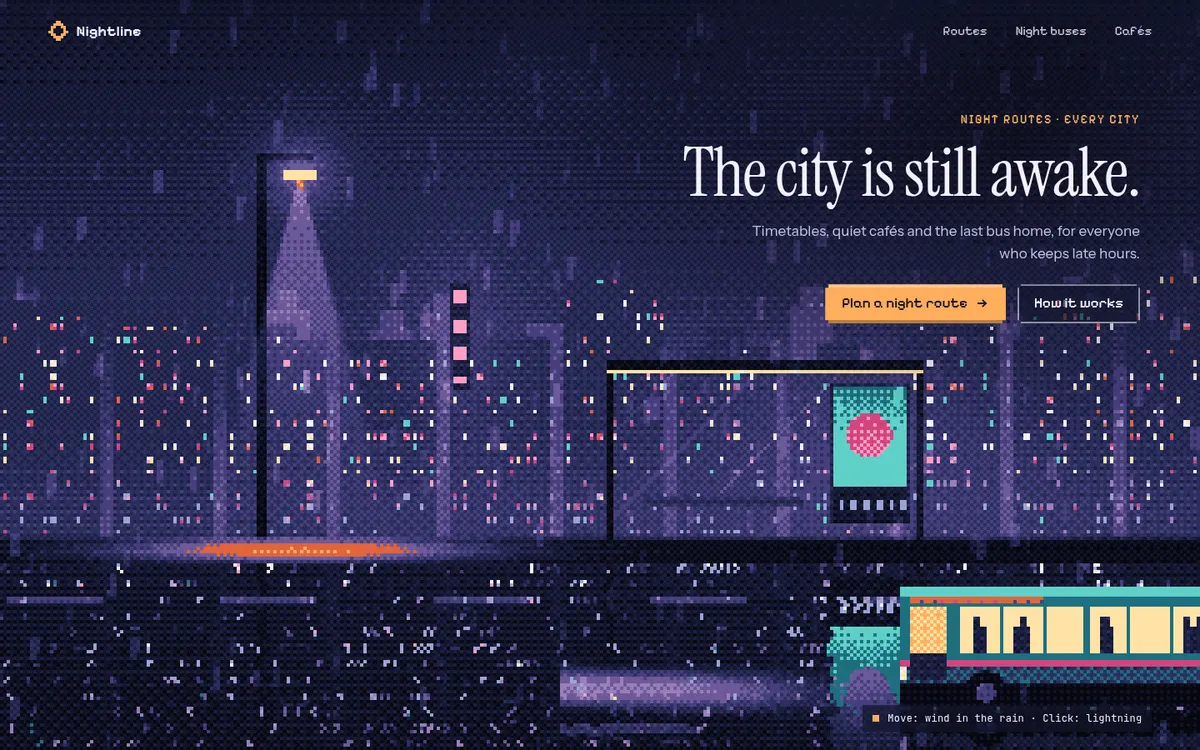 Nightline
Routes Night buses Cafés
NIGHT ROUTES · EVERY CITY
The city is still awake.
Timetables, quiet cafés and the last bus home, for everyone
who keeps late hours.
Plan a night route →
How it works
Move: wind in the rain · Click: lightning